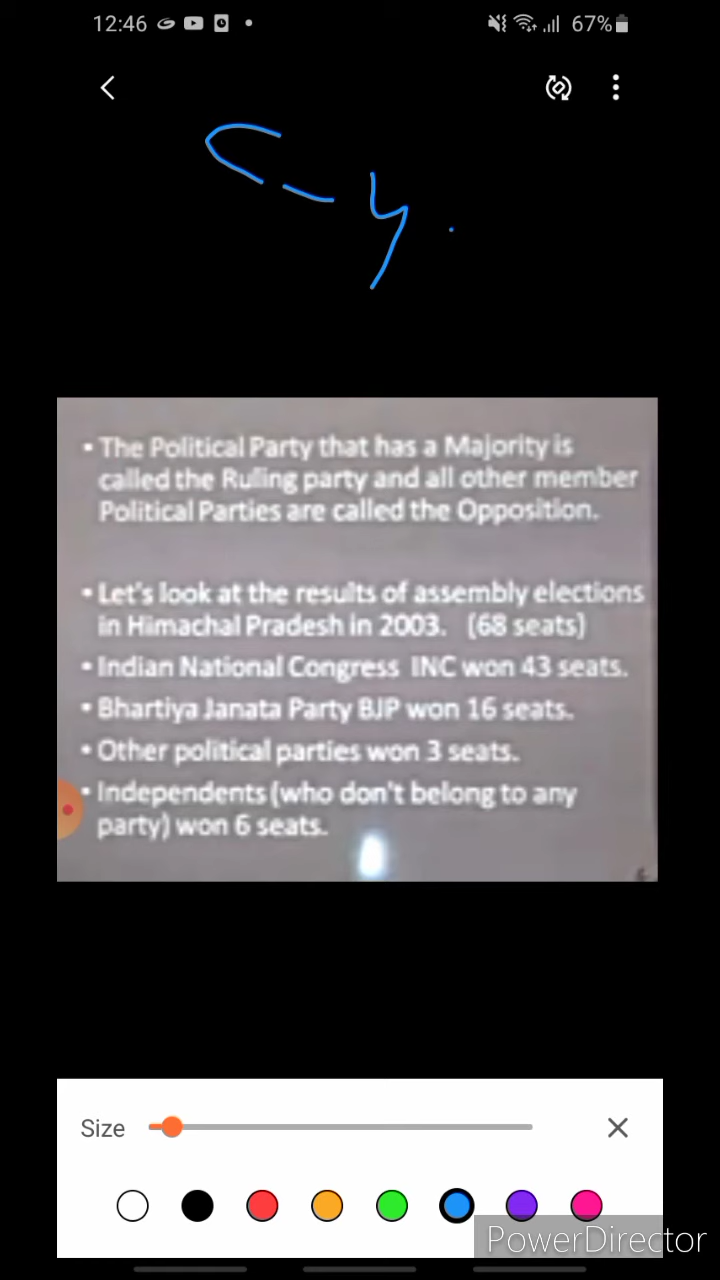 12:46
67%
• The Political Party that has a Majority is
called the Ruling party and all other member
Political Parties are called the Opposition.
• Let's look at the results of assembly elections
in Himachal Pradesh in 2003. (68 seats)
• Indian National Congress INC won 43 seats.
• Bhartiya Janata Party BJP won 16 seats.
• Other political parties won 3 seats.
• Independents (who don't belong to any
party) won 6 seats.
Size
PowerDirector